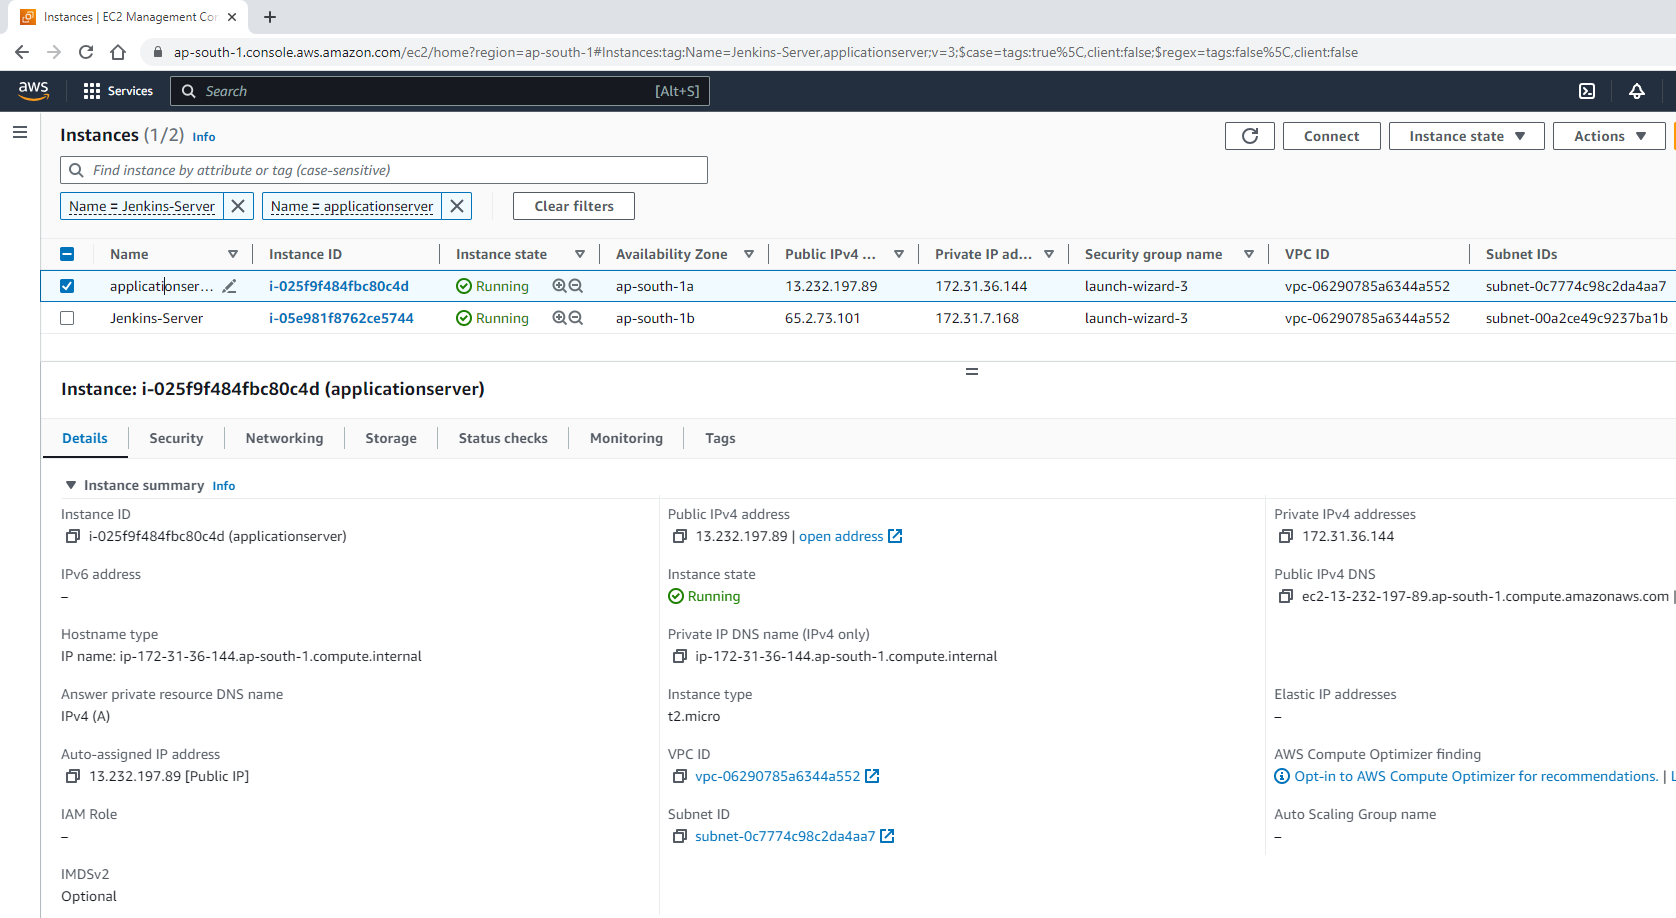 Instances | EC2 Management Con
ap-south-1.console.aws.amazon.com/ec2/home?region=ap-south-1#Instances:tag:Name=Jenkins-Server,applicationserver;v=3;$case=tags:true%5C,client:false;$regex=tags:false%5C,client:false
aws Services Search [Alt+S]
Instances (1/2) Info Connect Instance state Actions
Find instance by attribute or tag (case-sensitive)
Name = Jenkins-Server Name = applicationserver Clear filters
Name Instance ID Instance state Availability Zone Public IPv4 ... Private IP ad... Security group name VPC ID Subnet IDs
applicationser... i-025f9f484fbc80c4d Running ap-south-1a 13.232.197.89 172.31.36.144 launch-wizard-3 vpc-06290785a6344a552 subnet-0c7774c98c2da4aa7
Jenkins-Server i-05e981f8762ce5744 Running ap-south-1b 65.2.73.101 172.31.7.168 launch-wizard-3 vpc-06290785a6344a552 subnet-00a2ce49c9237ba1b
Instance: i-025f9f484fbc80c4d (applicationserver)
Details Security Networking Storage Status checks Monitoring Tags
Instance summary Info
Instance ID Public IPv4 address Private IPv4 addresses
i-025f9f484fbc80c4d (applicationserver) 13.232.197.89 | open address 172.31.36.144
IPv6 address Instance state Public IPv4 DNS
– Running ec2-13-232-197-89.ap-south-1.compute.amazonaws.com |
Hostname type Private IP DNS name (IPv4 only)
IP name: ip-172-31-36-144.ap-south-1.compute.internal ip-172-31-36-144.ap-south-1.compute.internal
Answer private resource DNS name Instance type Elastic IP addresses
IPv4 (A) t2.micro –
Auto-assigned IP address VPC ID AWS Compute Optimizer finding
13.232.197.89 [Public IP] vpc-06290785a6344a552 Opt-in to AWS Compute Optimizer for recommendations. | L
IAM Role Subnet ID Auto Scaling Group name
– subnet-0c7774c98c2da4aa7 –
IMDSv2
Optional